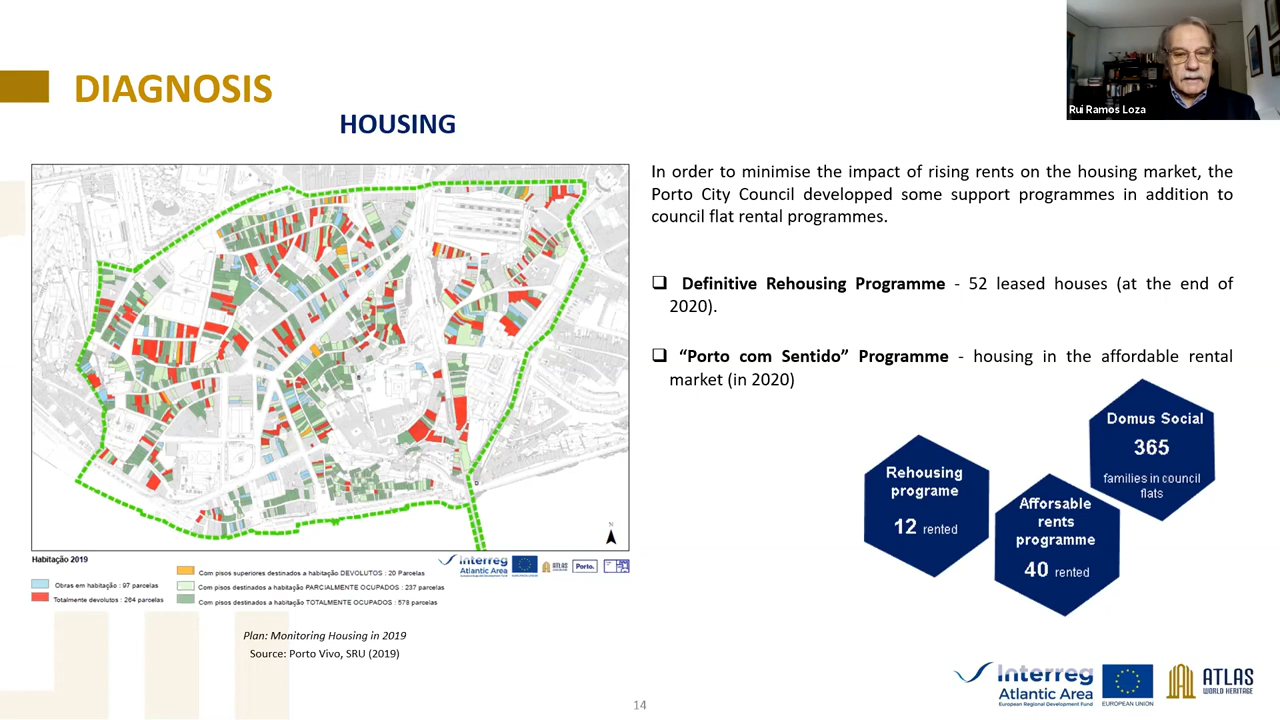 Rui Ramos Loza
DIAGNOSIS
HOUSING
In order to minimise the impact of rising rents on the housing market, the
Porto City Council developped some support programmes in addition to
council flat rental programmes.
❑ Definitive Rehousing Programme - 52 leased houses (at the end of
2020).
❑ “Porto com Sentido” Programme - housing in the affordable rental
market (in 2020)
Domus Social
365
families in council
flats
Rehousing
programe
12 rented
Afforsable
rents
programme
40 rented
N
Habitação 2019
Obras em habitação : 97 parcelas
Totalmente devolutos : 264 parcelas
Com pisos superiores destinados a habitação DEVOLUTOS : 20 Parcelas
Com pisos destinados a habitação PARCIALMENTE OCUPADOS : 237 parcelas
Com pisos destinados a habitação TOTALMENTE OCUPADOS : 578 parcelas
Interreg
Atlantic Area
ATLAS
Porto.
Plan: Monitoring Housing in 2019
Source: Porto Vivo, SRU (2019)
Interreg
Atlantic Area
European Regional Development Fund
EUROPEAN UNION
ATLAS
WORLD HERITAGE
14